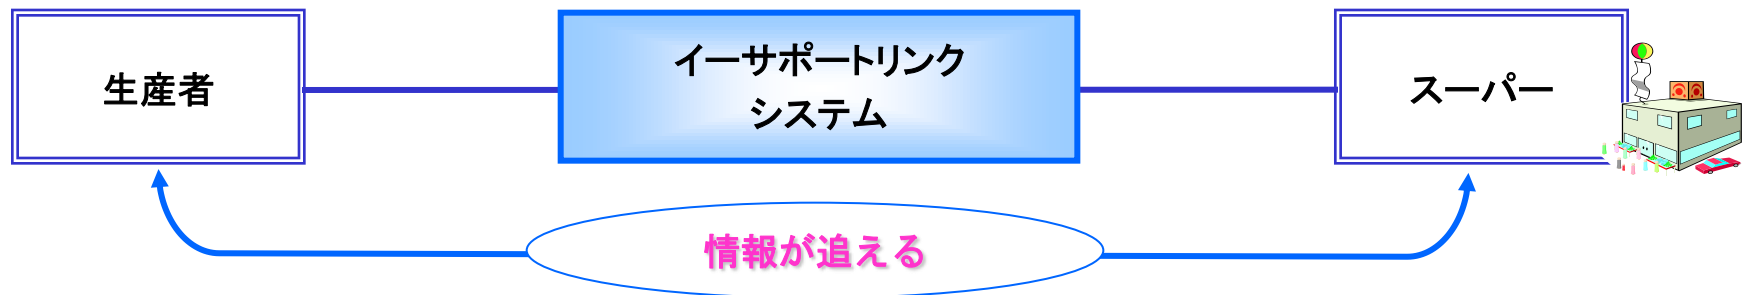 生産者
イーサポートリンク
システム
スーパー
情報が追える